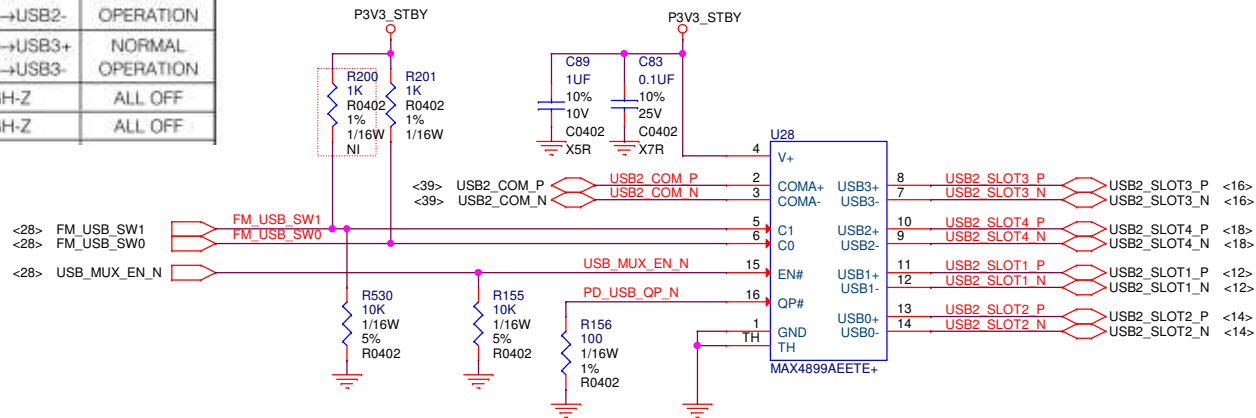 →USB2- OPERATION
→USB3+ NORMAL
→USB3- OPERATION
H-Z ALL OFF
H-Z ALL OFF
P3V3_STBY
R200
1K
R0402
1%
1/16W
NI
R201
1K
R0402
1%
1/16W
P3V3_STBY
C89
1UF
10%
10V
C0402
X5R
C83
0.1UF
10%
25V
C0402
X7R
U28
4 V+
<39> USB2_COM_P USB2_COM_P 2 COMA+
<39> USB2_COM_N USB2_COM_N 3 COMA-
<28> FM_USB_SW1 FM_USB_SW1 5 C1
<28> FM_USB_SW0 FM_USB_SW0 6 C0
<28> USB_MUX_EN_N USB_MUX_EN_N 15 EN#
PD_USB_QP_N 16 QP#
1 GND
TH TH
USB3+ 8 USB2_SLOT3_P USB2_SLOT3_P <16>
USB3- 7 USB2_SLOT3_N USB2_SLOT3_N <16>
USB2+ 10 USB2_SLOT4_P USB2_SLOT4_P <18>
USB2- 9 USB2_SLOT4_N USB2_SLOT4_N <18>
USB1+ 11 USB2_SLOT1_P USB2_SLOT1_P <12>
USB1- 12 USB2_SLOT1_N USB2_SLOT1_N <12>
USB0+ 13 USB2_SLOT2_P USB2_SLOT2_P <14>
USB0- 14 USB2_SLOT2_N USB2_SLOT2_N <14>
MAX4899AEETE+
R530
10K
1/16W
5%
R0402
R155
10K
1/16W
5%
R0402
R156
100
1/16W
1%
R0402